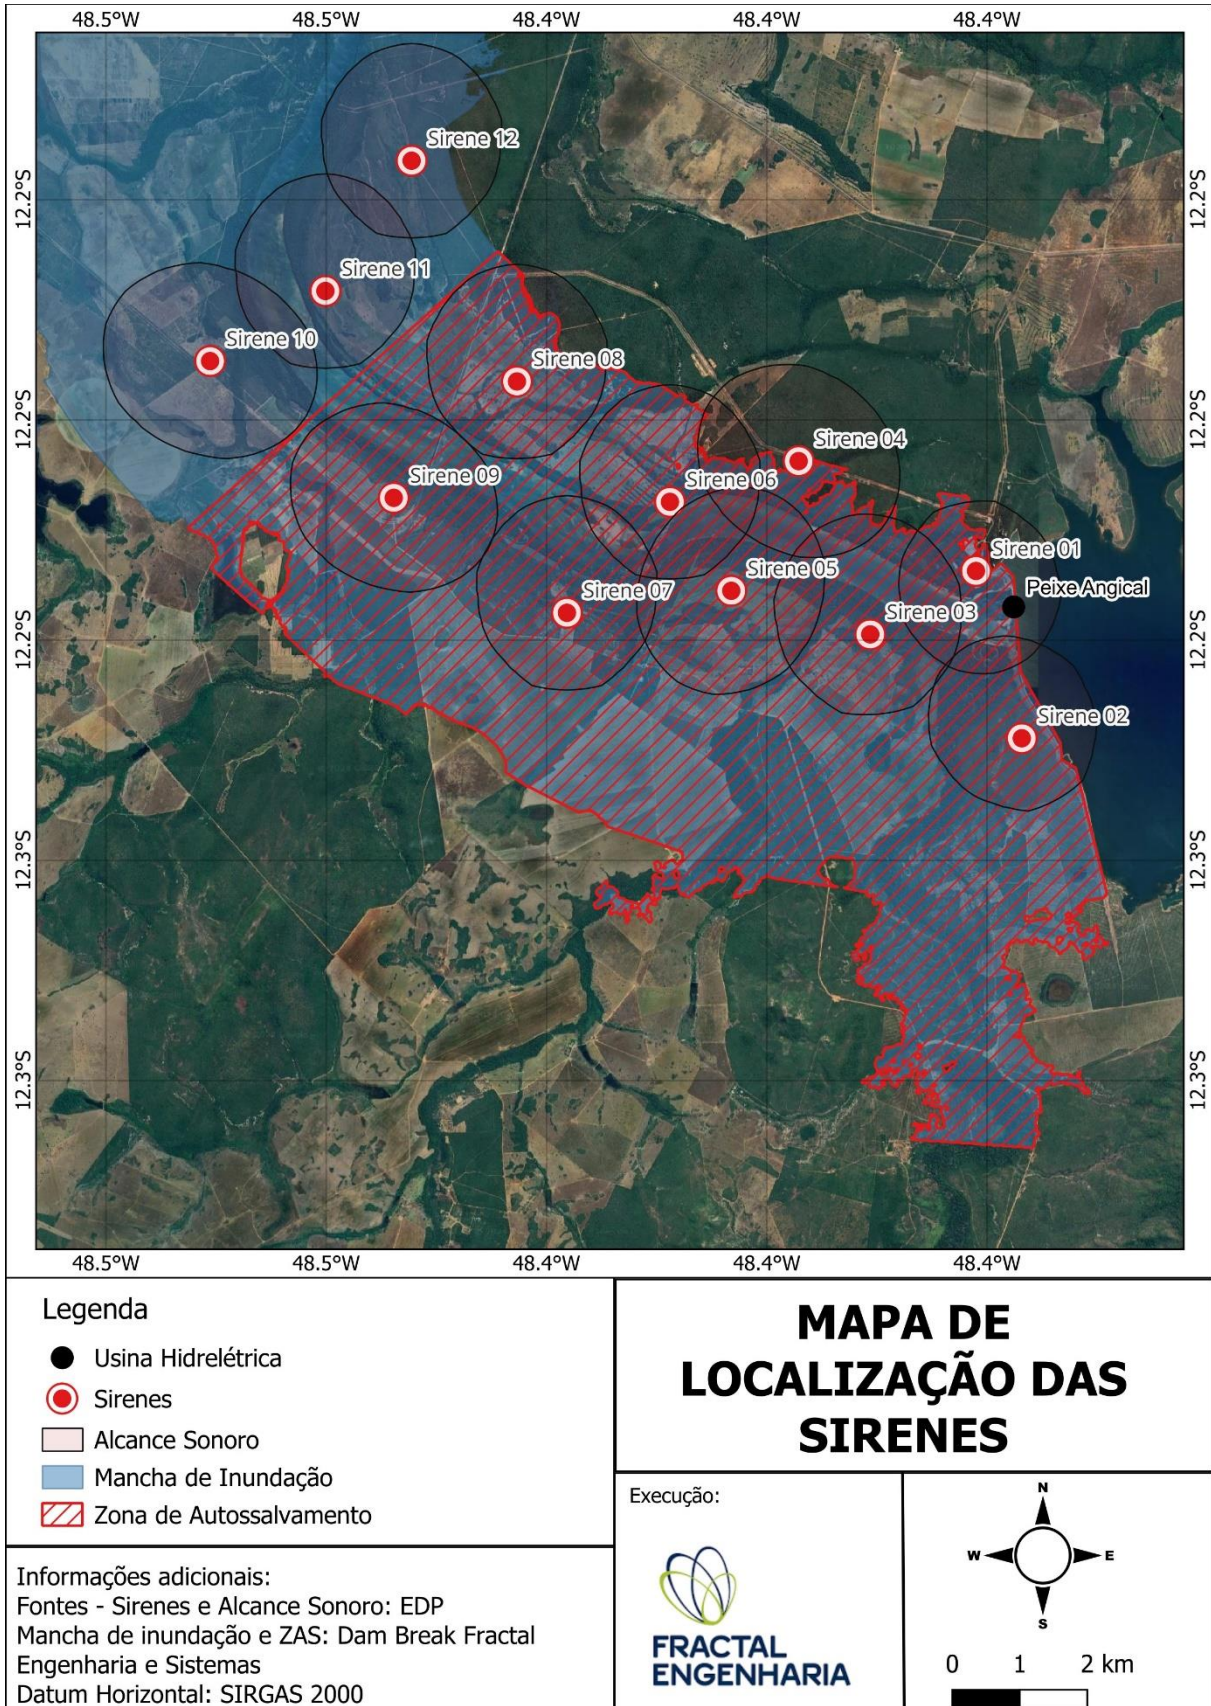 48.5°W 48.5°W 48.4°W 48.4°W 48.4°W
Sirene 12
12.2°S 12.2°S
Sirene 11
Sirene 10
Sirene 08
12.2°S 12.2°S
Sirene 04
Sirene 09
Sirene 06
Sirene 01
Sirene 05
Peixe Angical
Sirene 07
Sirene 03
12.2°S 12.2°S
Sirene 02
12.3°S 12.3°S
12.3°S 12.3°S
48.5°W 48.5°W 48.4°W 48.4°W 48.4°W
Legenda
Usina Hidrelétrica
Sirenes
Alcance Sonoro
Mancha de Inundação
Zona de Autossalvamento
Informações adicionais:
Fontes - Sirenes e Alcance Sonoro: EDP
Mancha de inundação e ZAS: Dam Break Fractal
Engenharia e Sistemas
Datum Horizontal: SIRGAS 2000
MAPA DE
LOCALIZAÇÃO DAS
SIRENES
Execução:
FRACTAL
ENGENHARIA
N
W E
S
0 1 2 km